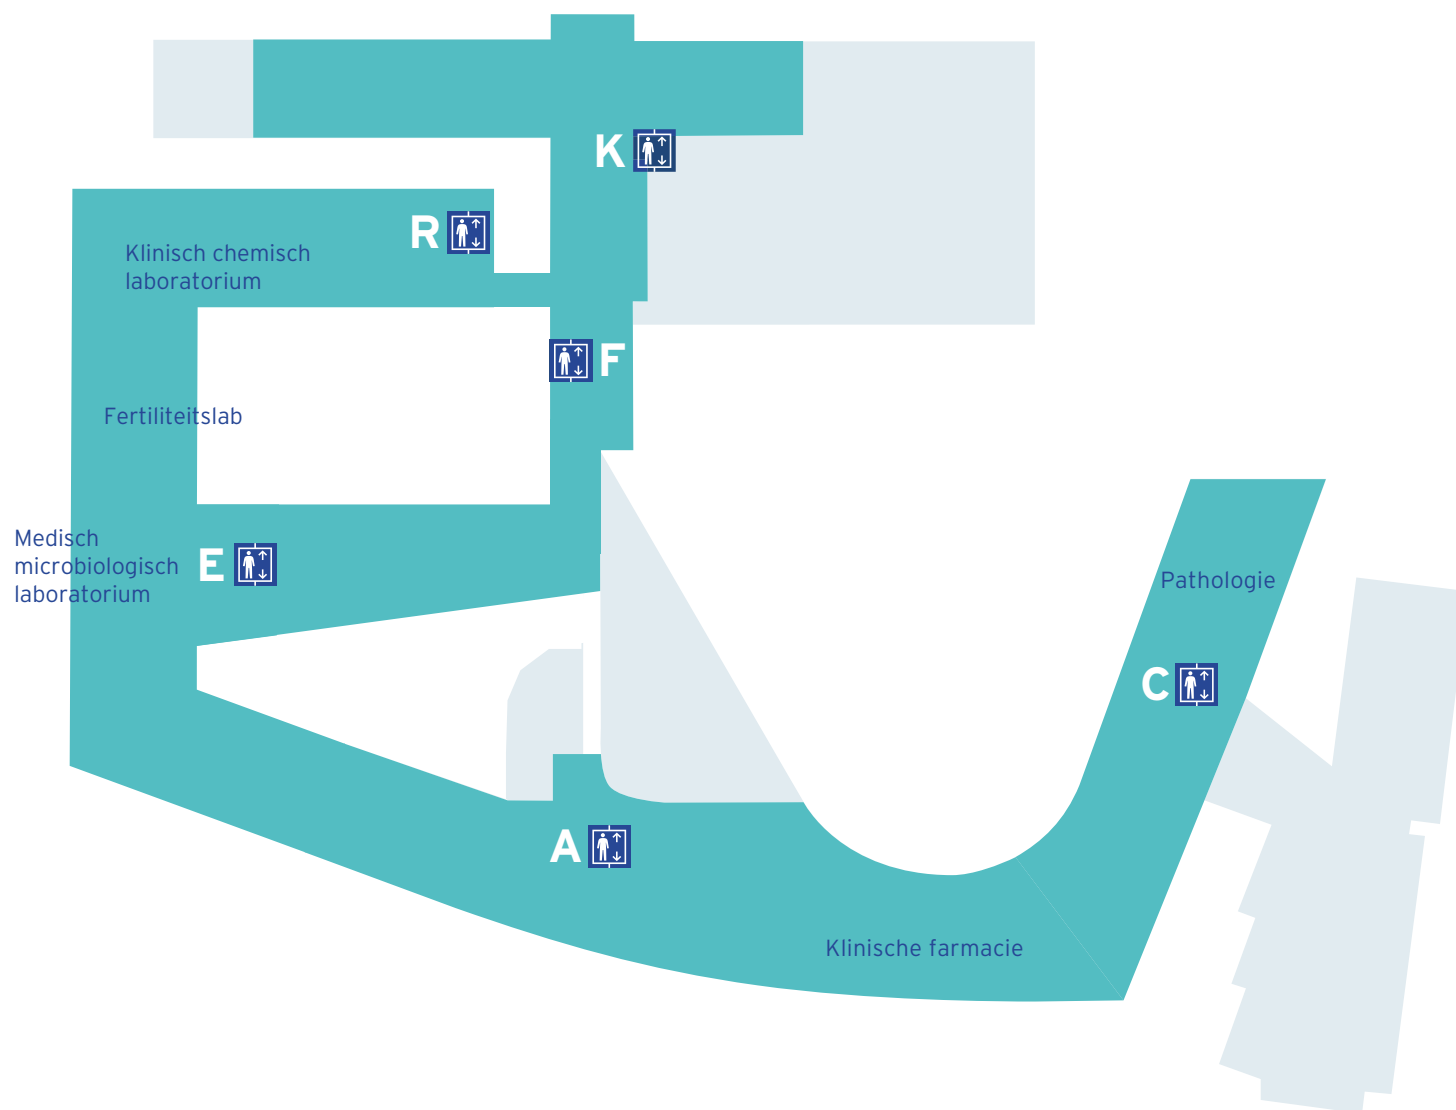 K
R
Klinisch chemisch
laboratorium
F
Fertiliteitslab
Medisch
microbiologisch
laboratorium
E
Pathologie
C
A
Klinische farmacie